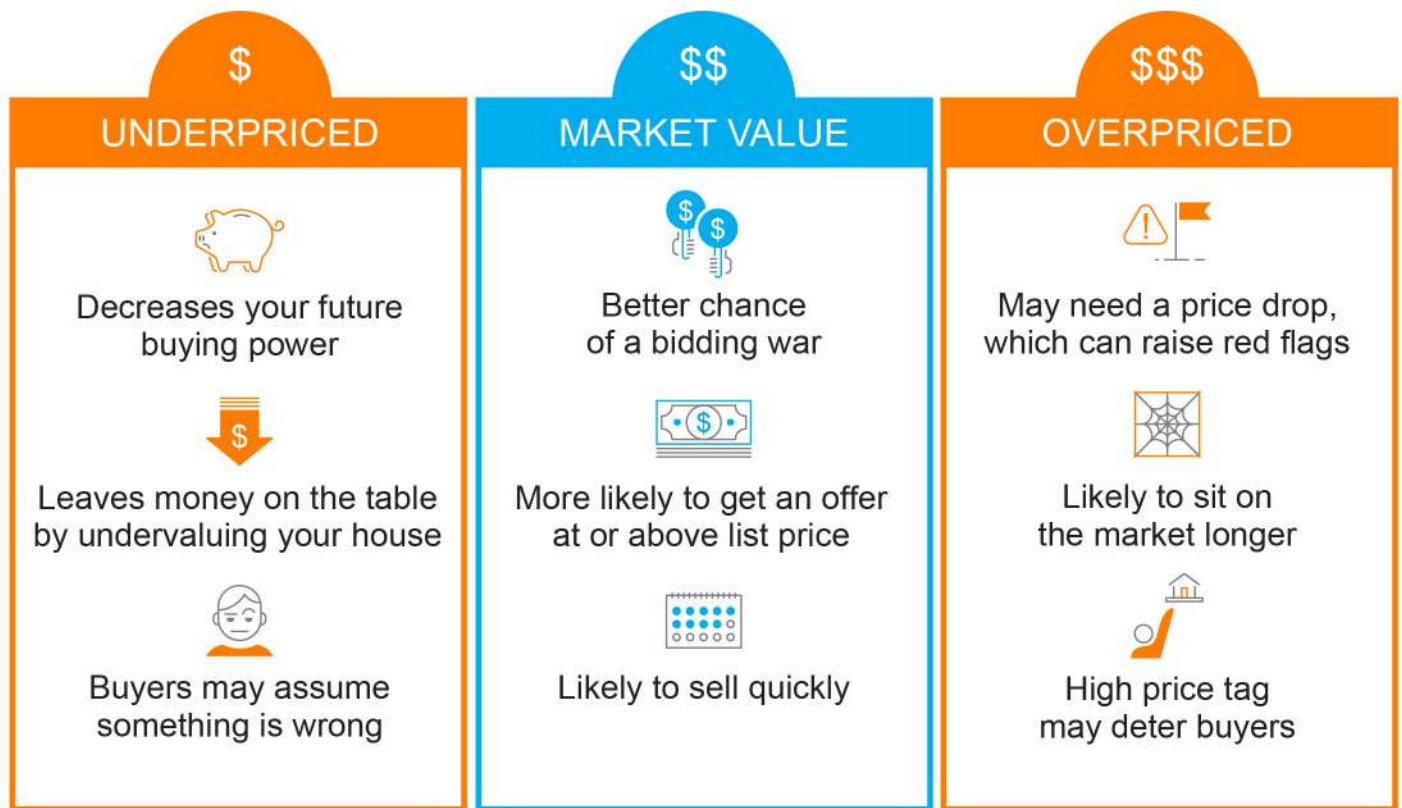 $
UNDERPRICED
Decreases your future
buying power
$
Leaves money on the table
by undervaluing your house
Buyers may assume
something is wrong
$$
MARKET VALUE
$
$
Better chance
of a bidding war
$
More likely to get an offer
at or above list price
Likely to sell quickly
$$$
OVERPRICED
!
May need a price drop,
which can raise red flags
Likely to sit on
the market longer
High price tag
may deter buyers